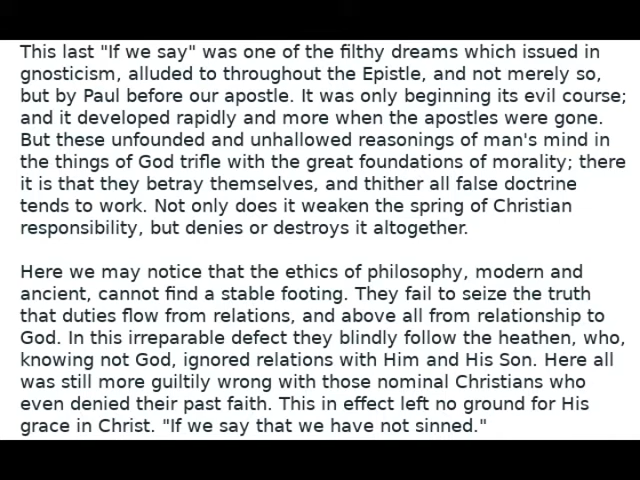 This last "If we say" was one of the filthy dreams which issued in
gnosticism, alluded to throughout the Epistle, and not merely so,
but by Paul before our apostle. It was only beginning its evil course;
and it developed rapidly and more when the apostles were gone.
But these unfounded and unhallowed reasonings of man's mind in
the things of God trifle with the great foundations of morality; there
it is that they betray themselves, and thither all false doctrine
tends to work. Not only does it weaken the spring of Christian
responsibility, but denies or destroys it altogether.
Here we may notice that the ethics of philosophy, modern and
ancient, cannot find a stable footing. They fail to seize the truth
that duties flow from relations, and above all from relationship to
God. In this irreparable defect they blindly follow the heathen, who,
knowing not God, ignored relations with Him and His Son. Here all
was still more guiltily wrong with those nominal Christians who
even denied their past faith. This in effect left no ground for His
grace in Christ. "If we say that we have not sinned."